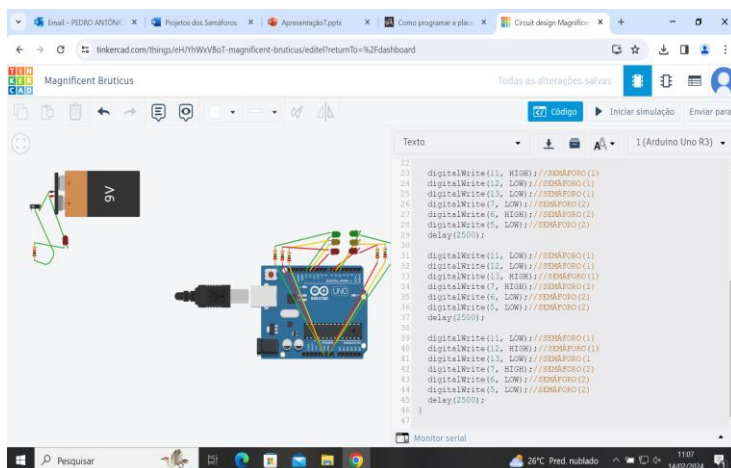 Email – PEDRO ANTÔNIO
Projetos dos Semáforos
Apresentação7.pptx
Como programar a placa
Circuit design Magnificen
tinkercad.com/things/eHJYhWxVBoT-magnificent-bruticus/editel?returnTo=%2Fdashboard
TIN
KER
CAD
Magnificent Bruticus
Todas as alterações salvas
Código
Iniciar simulação
Enviar para
Texto
1 (Arduino Uno R3)
9V
UNO
ARDUINO
22
23 digitalWrite(11, HIGH);//SEMÁFORO(1)
24 digitalWrite(12, LOW);//SEMÁFORO(1)
25 digitalWrite(13, LOW);//SEMÁFORO(1)
26 digitalWrite(7, LOW);//SEMÁFORO(2)
27 digitalWrite(6, HIGH);//SEMÁFORO(2)
28 digitalWrite(5, LOW);//SEMÁFORO(2)
29 delay(2500);
30
31 digitalWrite(11, LOW);//SEMÁFORO(1)
32 digitalWrite(12, LOW);//SEMÁFORO(1)
33 digitalWrite(13, HIGH);//SEMÁFORO(1)
34 digitalWrite(7, HIGH);//SEMÁFORO(2)
35 digitalWrite(6, LOW);//SEMÁFORO(2)
36 digitalWrite(5, LOW);//SEMÁFORO(2)
37 delay(2500);
38
39 digitalWrite(11, LOW);//SEMÁFORO(1)
40 digitalWrite(12, HIGH);//SEMÁFORO(1)
41 digitalWrite(13, LOW);//SEMÁFORO(1
42 digitalWrite(7, HIGH);//SEMÁFORO(2)
43 digitalWrite(6, LOW);//SEMÁFORO(2)
44 digitalWrite(5, LOW);//SEMÁFORO(2)
45 delay(2500);
46 }
47
Monitor serial
Pesquisar
26°C Pred. nublado
11:07
14/02/2024